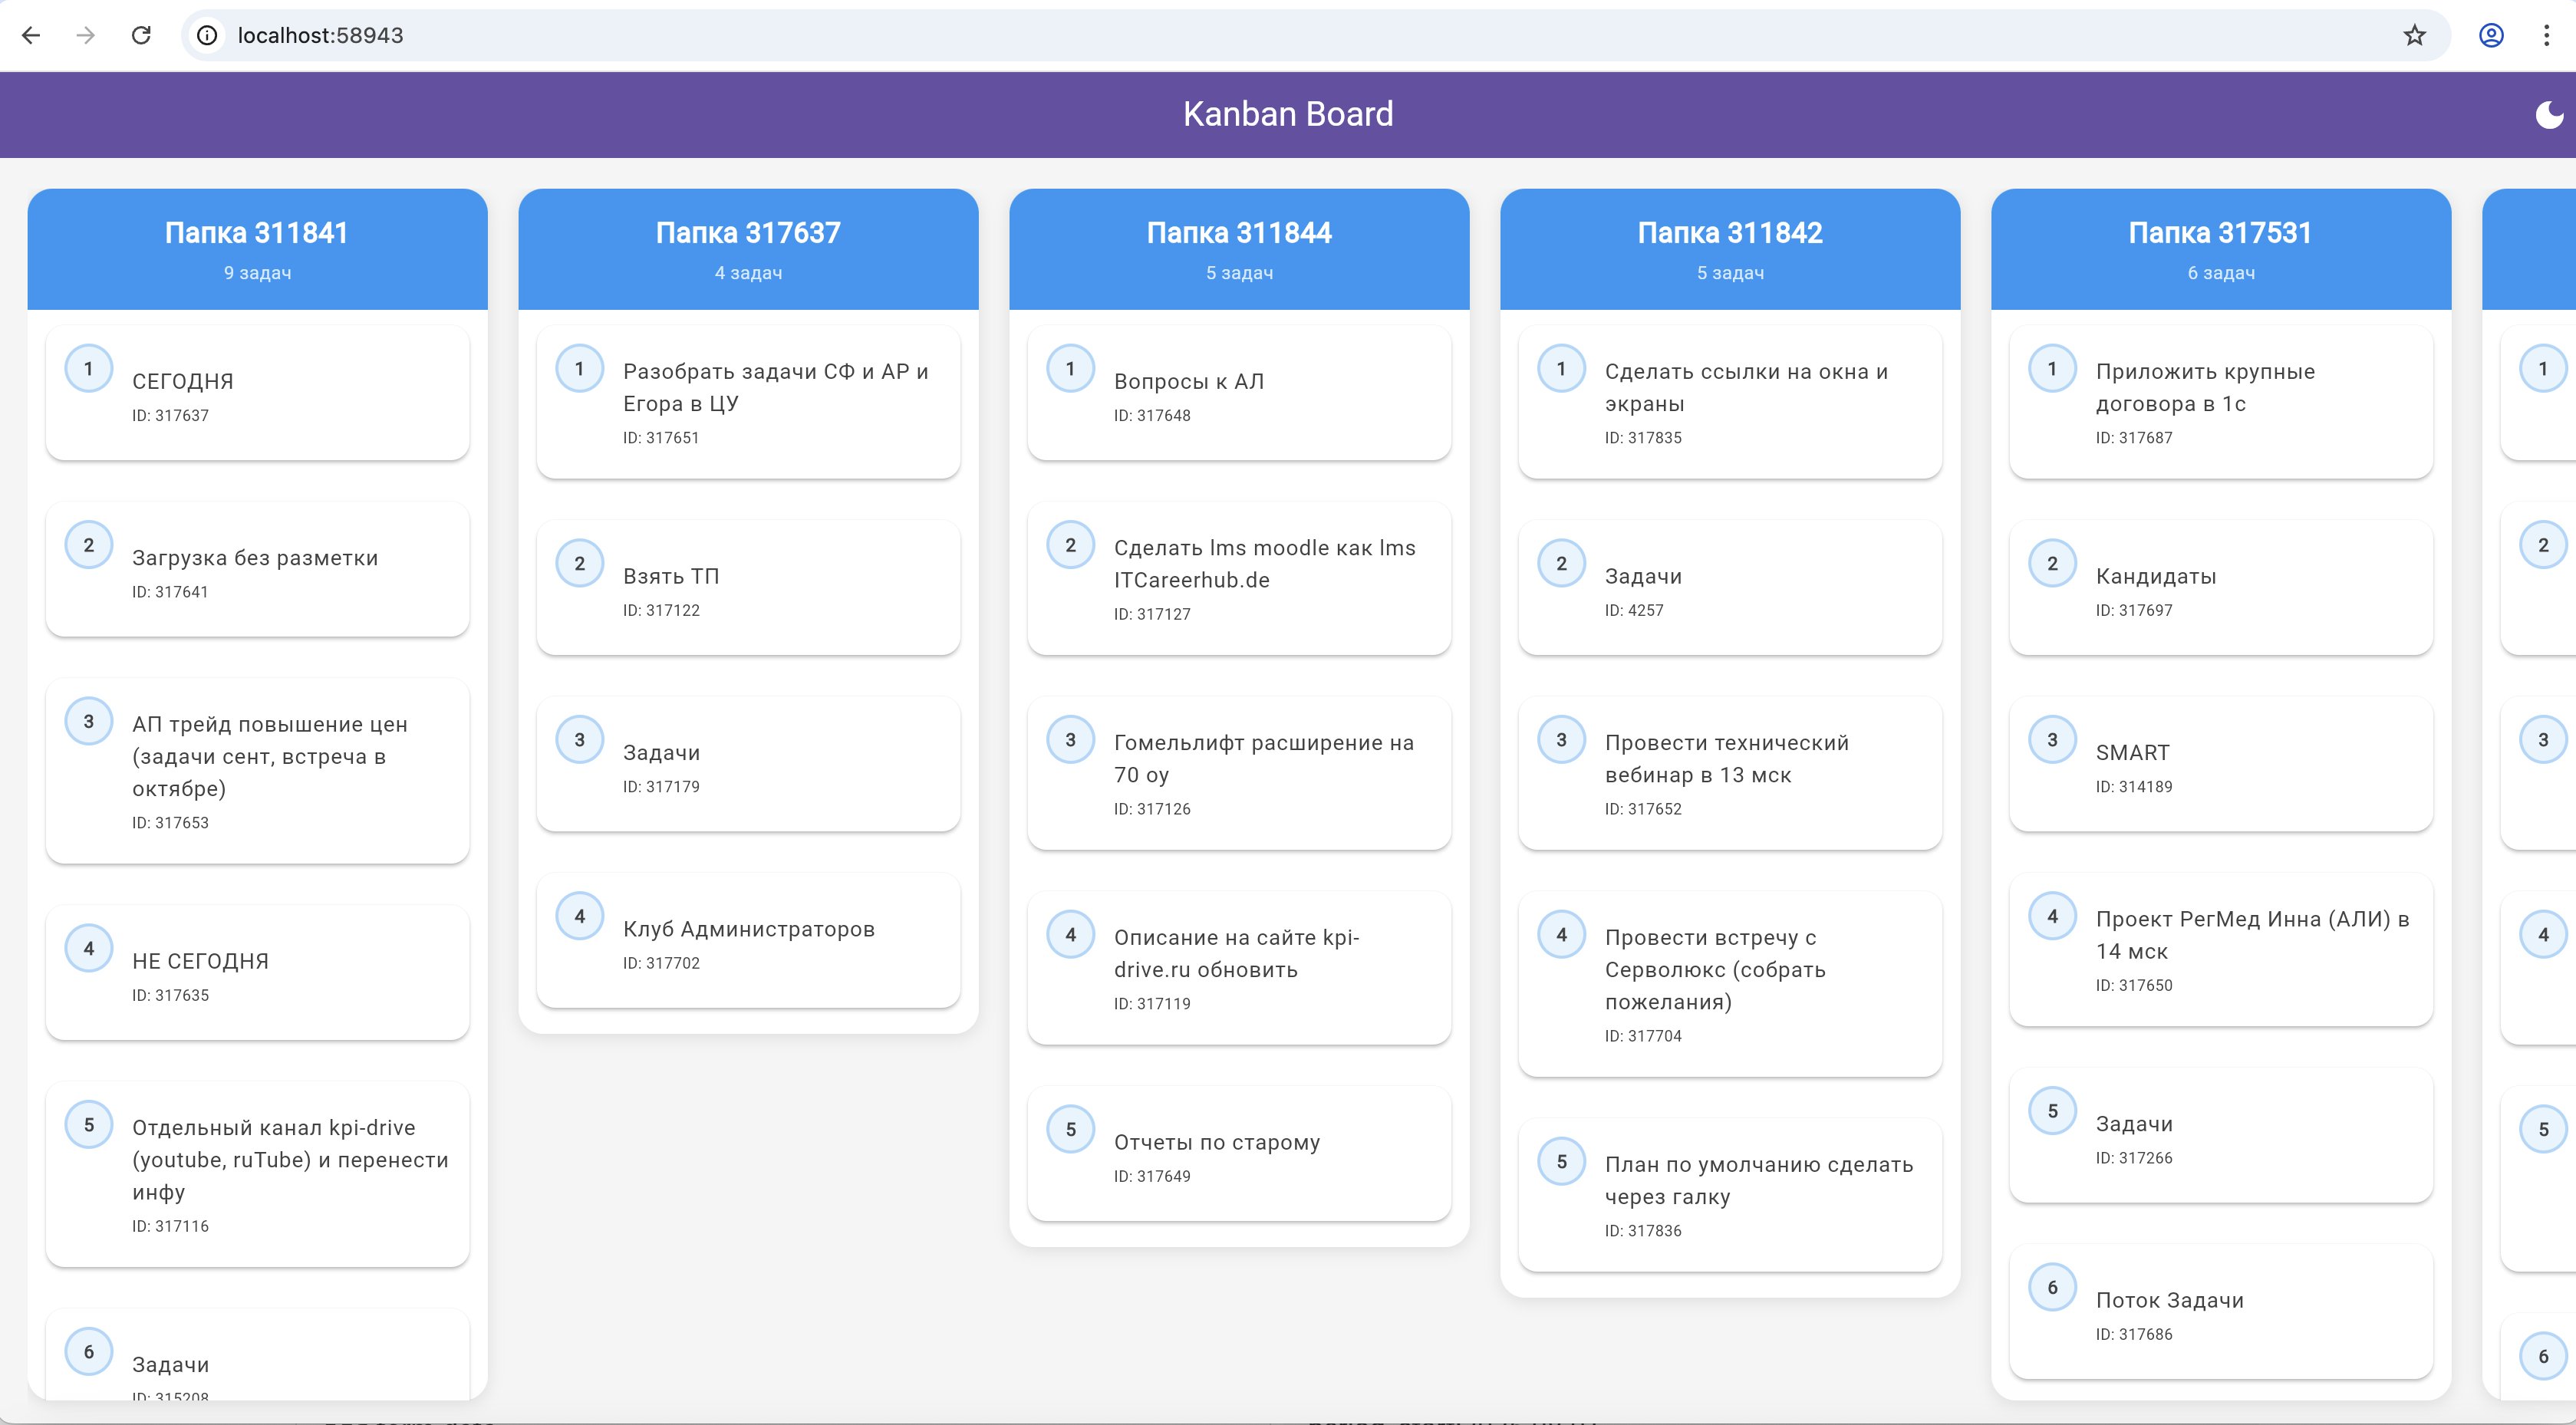 localhost:58943
Kanban Board
Папка 311841
9 задач
1
СЕГОДНЯ
ID: 317637
2
Загрузка без разметки
ID: 317641
3
АП трейд повышение цен
(задачи сент, встреча в
октябре)
ID: 317653
4
НЕ СЕГОДНЯ
ID: 317635
5
Отдельный канал kpi-drive
(youtube, ruTube) и перенести
инфу
ID: 317116
6
Задачи
ID: 315208
Папка 317637
4 задач
1
Разобрать задачи СФ и АР и
Егора в ЦУ
ID: 317651
2
Взять ТП
ID: 317122
3
Задачи
ID: 317179
4
Клуб Администраторов
ID: 317702
Папка 311844
5 задач
1
Вопросы к АЛ
ID: 317648
2
Сделать lms moodle как lms
ITCareerhub.de
ID: 317127
3
Гомельлифт расширение на
70 оу
ID: 317126
4
Описание на сайте kpi-
drive.ru обновить
ID: 317119
5
Отчеты по старому
ID: 317649
Папка 311842
5 задач
1
Сделать ссылки на окна и
экраны
ID: 317835
2
Задачи
ID: 4257
3
Провести технический
вебинар в 13 мск
ID: 317652
4
Провести встречу с
Серволюкс (собрать
пожелания)
ID: 317704
5
План по умолчанию сделать
через галку
ID: 317836
Папка 317531
6 задач
1
Приложить крупные
договора в 1с
ID: 317687
2
Кандидаты
ID: 317697
3
SMART
ID: 314189
4
Проект РегМед Инна (АЛИ) в
14 мск
ID: 317650
5
Задачи
ID: 317266
6
Поток Задачи
ID: 317686
1
2
3
4
5
6